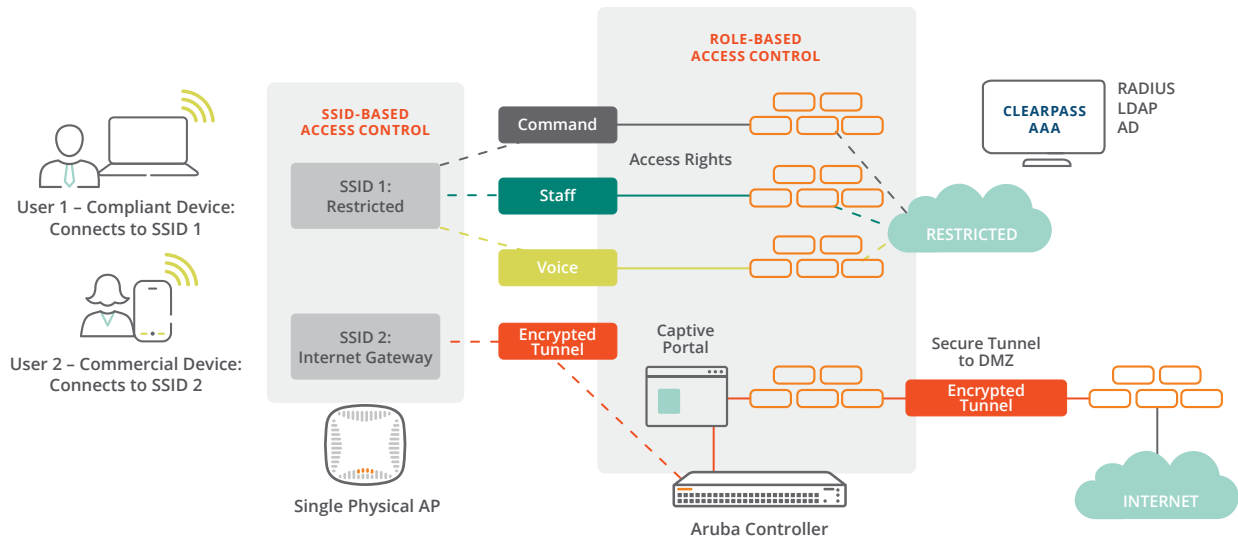 ROLE-BASED
ACCESS CONTROL
SSID-BASED
ACCESS CONTROL
CLEARPASS
AAA
RADIUS
LDAP
AD
Command
Access Rights
SSID 1:
Restricted
Staff
User 1 – Compliant Device:
Connects to SSID 1
RESTRICTED
Voice
SSID 2:
Internet Gateway
Encrypted
Tunnel
Captive
Portal
Secure Tunnel
to DMZ
User 2 – Commercial Device:
Connects to SSID 2
Encrypted
Tunnel
Single Physical AP
INTERNET
Aruba Controller